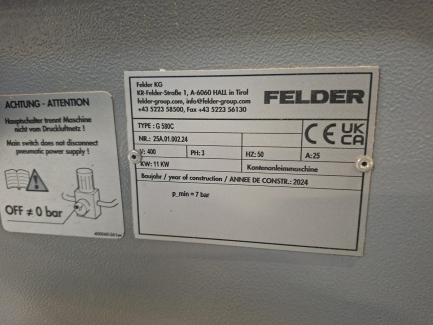 ACHTUNG - ATTENTION
Hauptschalter trennt Maschine
nicht vom Druckluftnetz !
Main switch does not disconnect
pneumatic power supply !
OFF ≠ 0 bar
Felder KG
KR-Felder-Straße 1, A-6060 HALL in Tirol
felder-group.com, info@felder-group.com
+43 5223 58500, Fax +43 5223 56130
FELDER
TYPE : G 580C
NR.: 25A.01.002.24
V: 400 PH: 3 HZ: 50 A: 25
KW: 11 KW Kantenanleimmaschine
Baujahr / year of construction / ANNEE DE CONSTR.: 2024
p_min = 7 bar
CE UK
CA